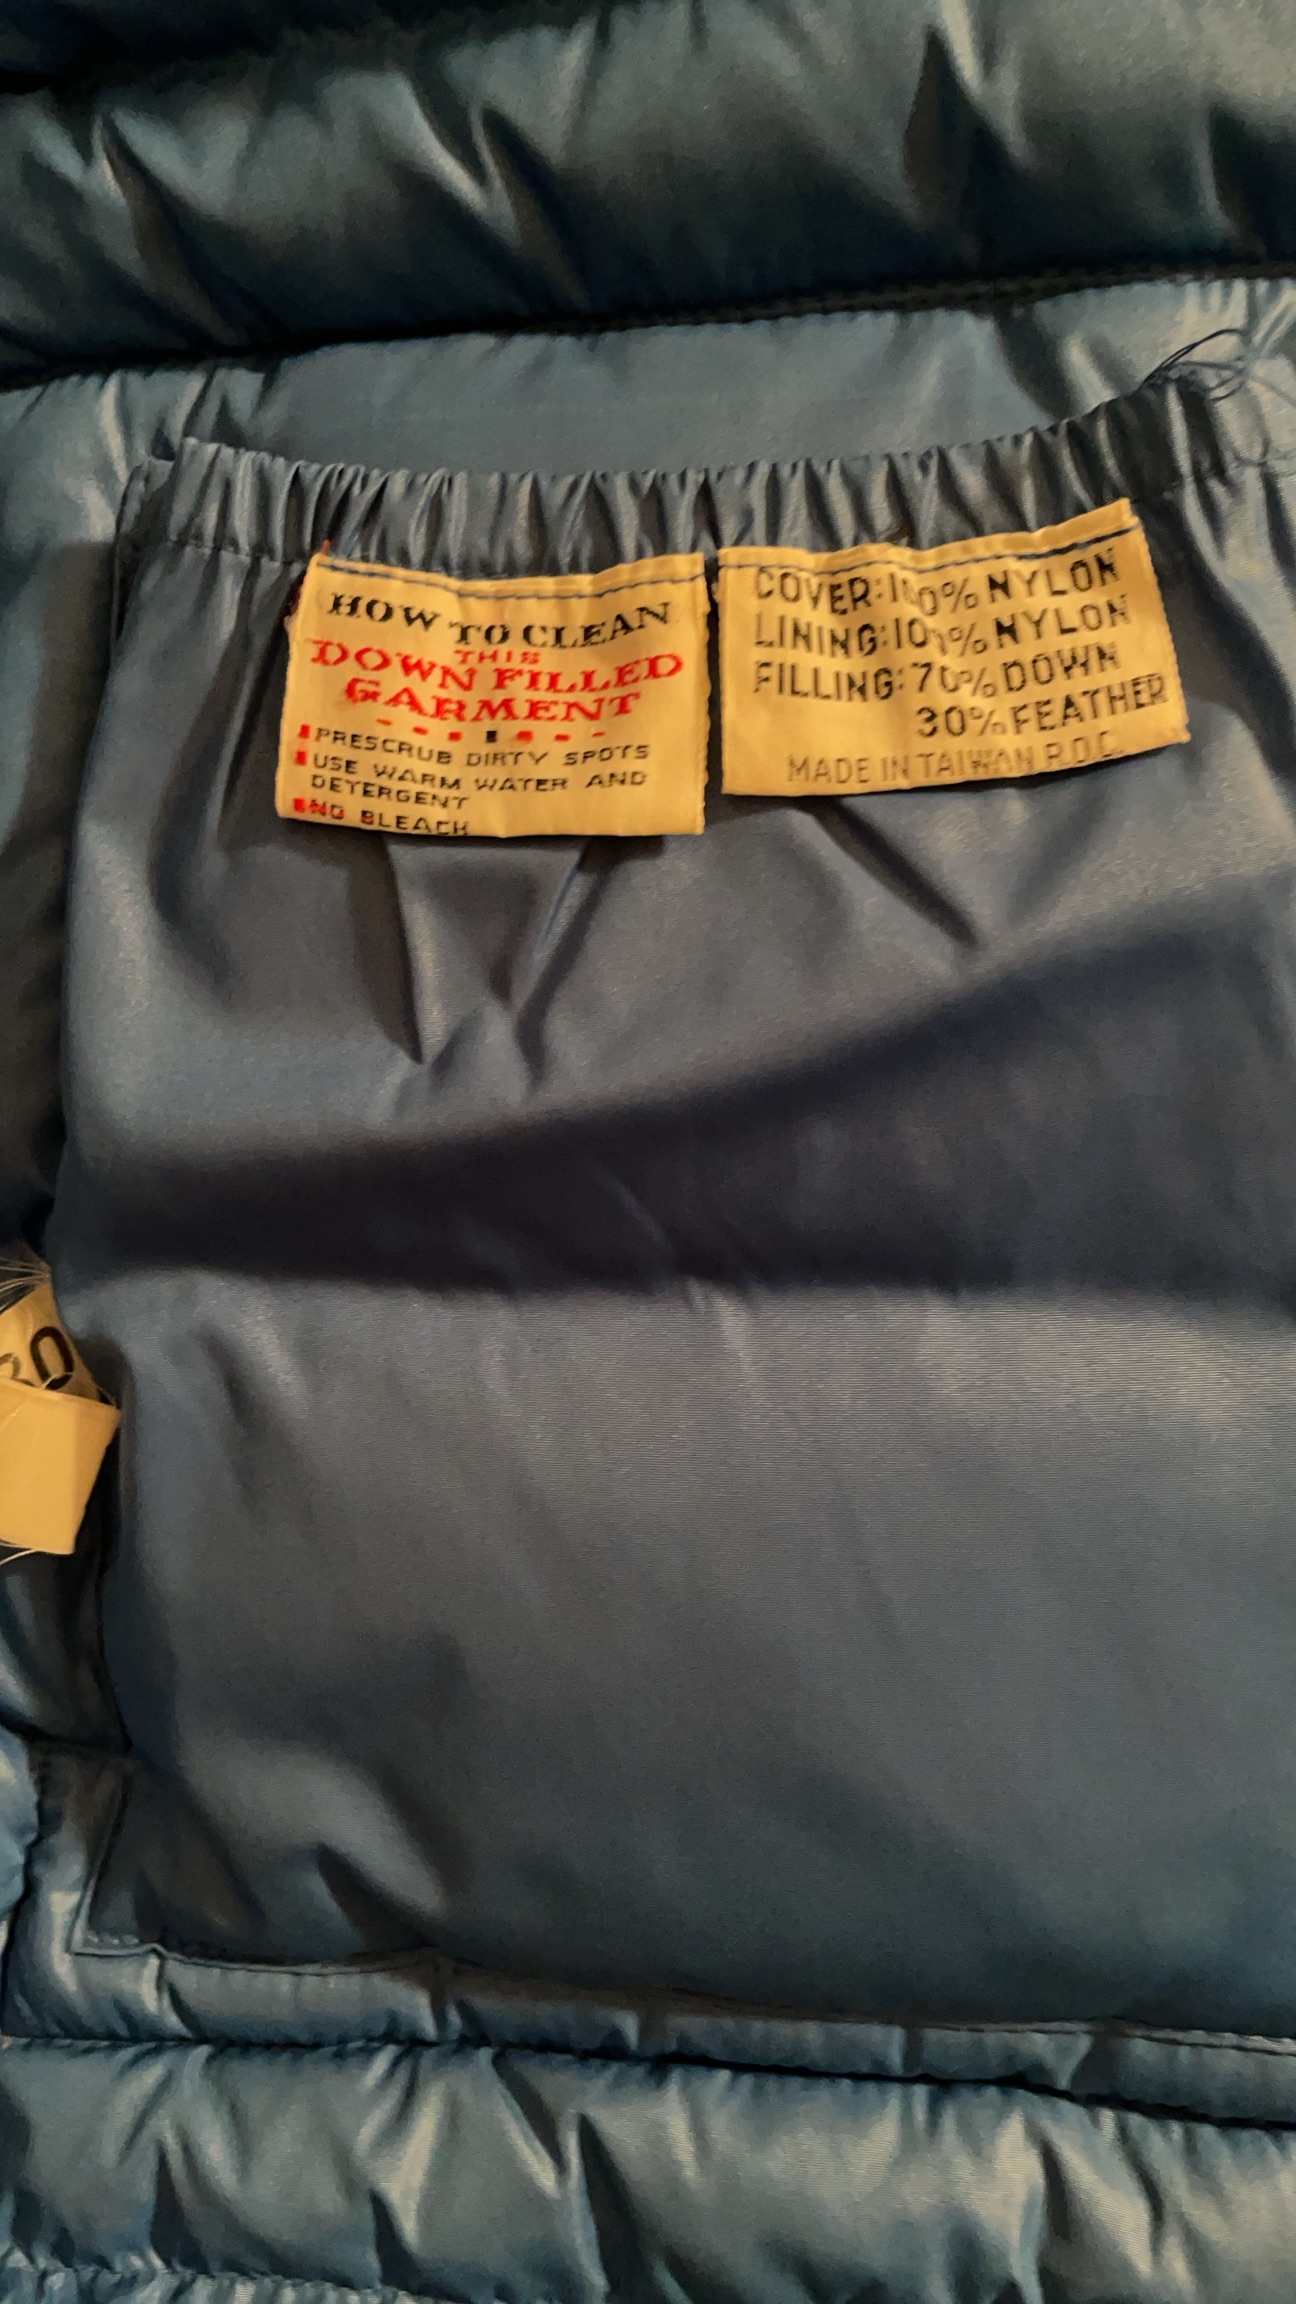 HOW TO CLEAN
THIS
DOWN FILLED
GARMENT
PRESCRUB DIRTY SPOTS
USE WARM WATER AND
DETERGENT
NO BLEACH
COVER:100% NYLON
LINING:100% NYLON
FILLING:70% DOWN
30% FEATHER
MADE IN TAIWAN R.O.C.